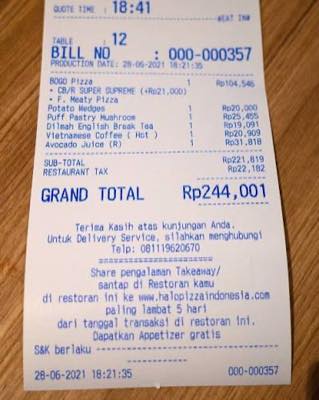 QUOTE TIME : 18:41
#EAT IN#
TABLE : 12
BILL NO : 000-000357
PRODUCTION DATE: 28-06-2021 18:21:35
BOGO Pizza 1 Rp104,546
• CB/R SUPER SUPREME (+Rp21,000)
• F. Meaty Pizza
Potato Wedges 1 Rp20,000
Puff Pastry Mushroom 1 Rp25,455
Dilmah English Break Tea 1 Rp19,091
Vietnamese Coffee ( Hot ) 1 Rp20,909
Avocado Juice (R) 1 Rp31,818
SUB-TOTAL Rp221,819
RESTAURANT TAX Rp22,182
GRAND TOTAL Rp244,001
Terima Kasih atas kunjungan Anda.
Untuk Delivery Service, silahkan menghubungi
Telp: 081119620670
Share pengalaman Takeaway/
santap di Restoran kamu
di restoran ini ke www.halopizzaindonesia.com
paling lambat 5 hari
dari tanggal transaksi di restoran ini.
Dapatkan Appetizer gratis
S&K berlaku
28-06-2021 18:21:35 000-000357